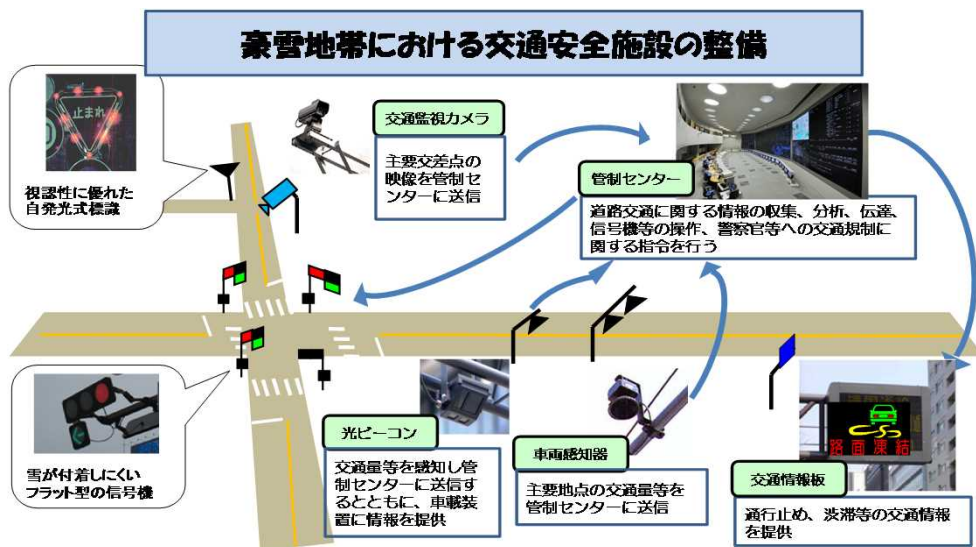 豪雪地帯における交通安全施設の整備
止まれ
視認性に優れた
自発光式標識
交通監視カメラ
主要交差点の
映像を管制セ
ンターに送信
管制センター
道路交通に関する情報の収集、分析、伝達、
信号機等の操作、警察官等への交通規制に
関する指令を行う
雪が付着しにくい
フラット型の信号機
光ビーコン
交通量等を感知し管
制センターに送信す
るとともに、車載装
置に情報を提供
車両感知器
主要地点の交通量等を
管制センターに送信
路面凍結
交通情報板
通行止め、渋滞等の交通情報
を提供